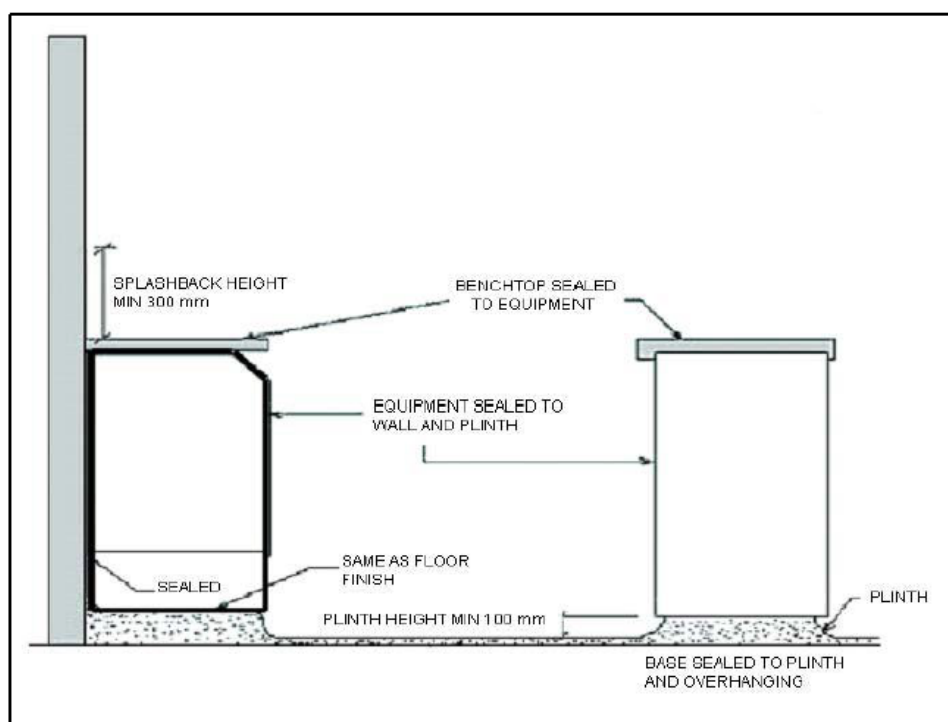 SPLASHBACK HEIGHT
MIN 300 mm
BENCHTOP SEALED
TO EQUIPMENT
EQUIPMENT SEALED TO
WALL AND PLINTH
SAME AS FLOOR
FINISH
SEALED
PLINTH HEIGHT MIN 100 mm
PLINTH
BASE SEALED TO PLINTH
AND OVERHANGING